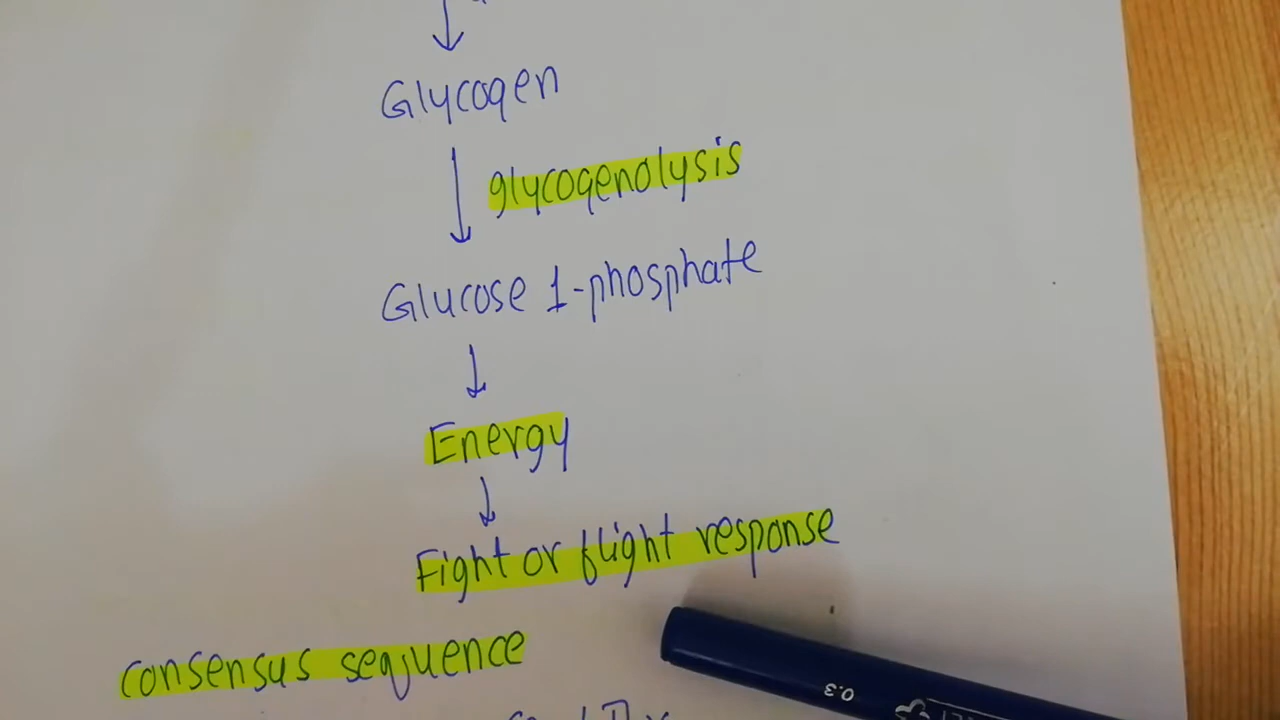 Glycogen
glycogenolysis
Glucose 1-phosphate
Energy
Fight or flight response
consensus sequence
0.3